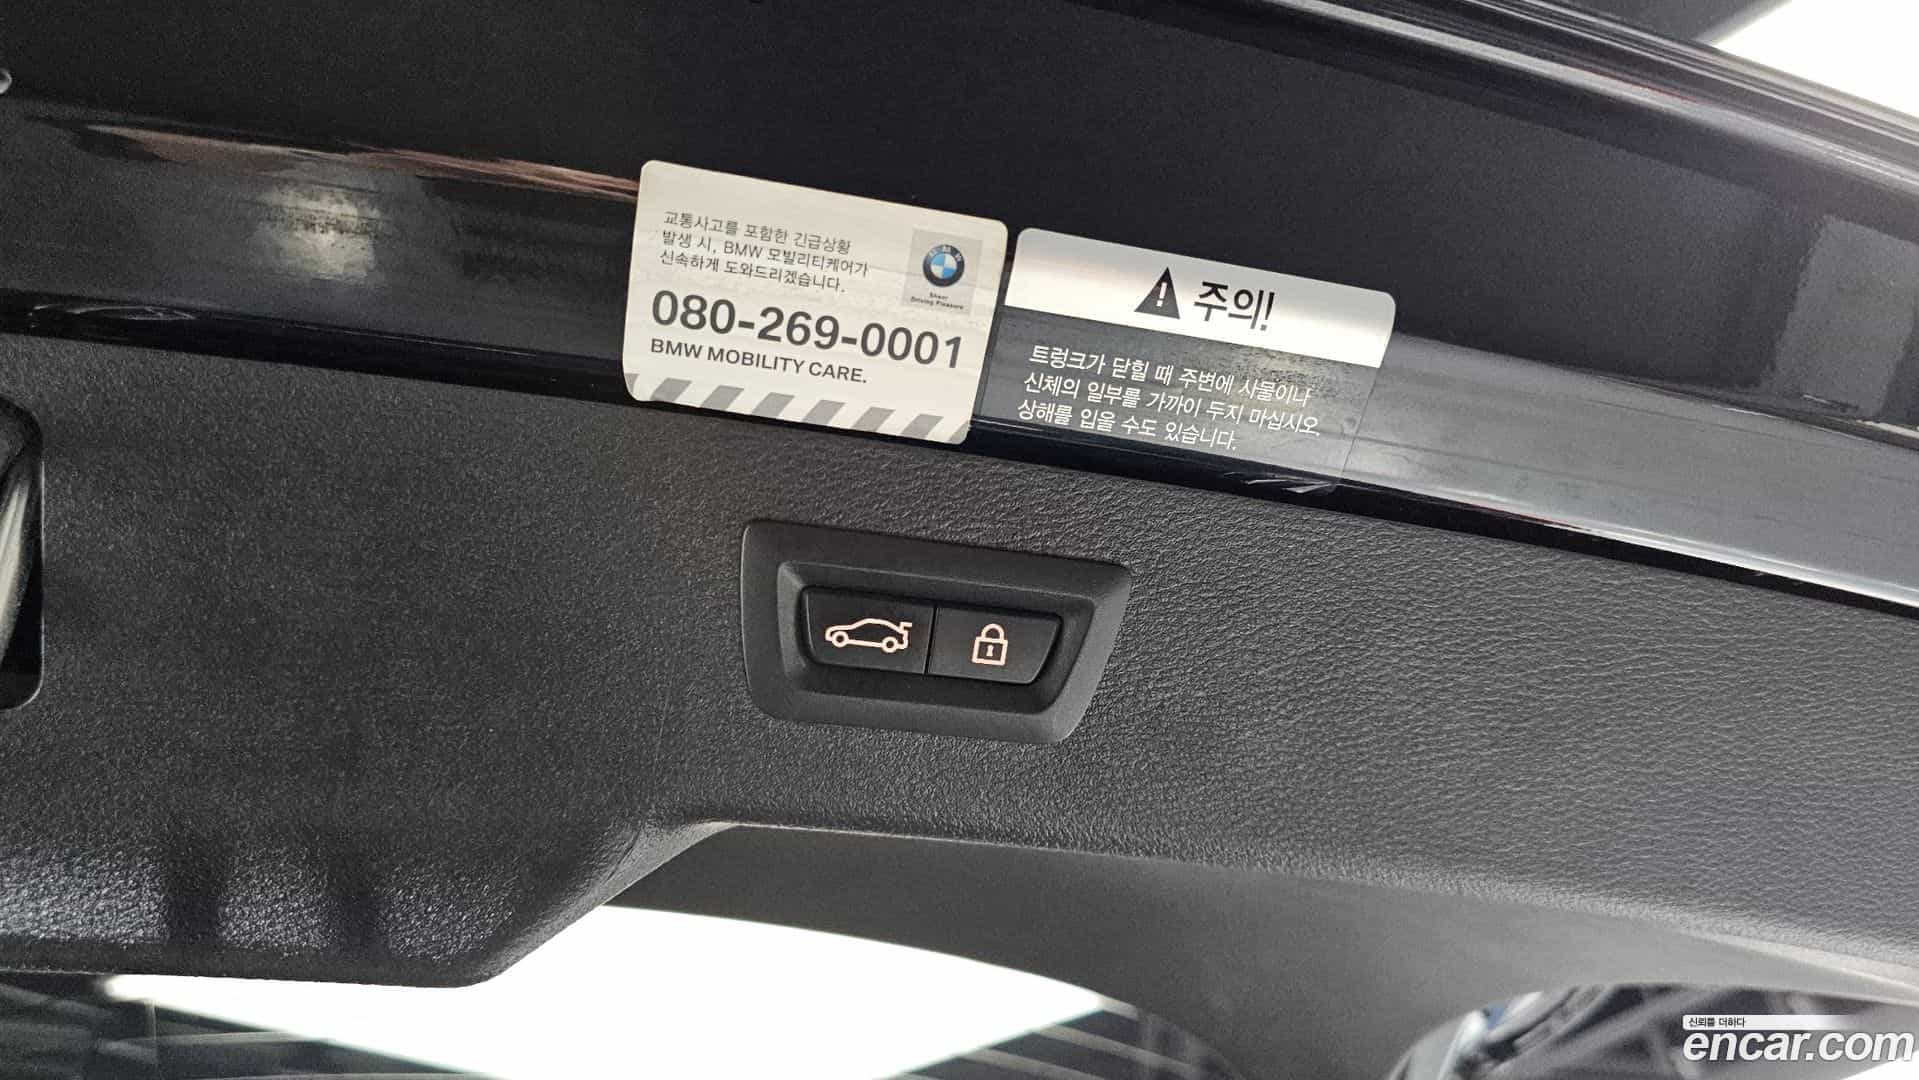 교통사고를 포함한 긴급상황
발생 시, BMW 모빌리티케어가
신속하게 도와드리겠습니다.
080-269-0001
BMW MOBILITY CARE.
BMW
Sheer
Driving Pleasure
주의!
트렁크가 닫힐 때 주변에 사물이나
신체의 일부를 가까이 두지 마십시오.
상해를 입을 수도 있습니다.
신뢰를 더하다
encar.com